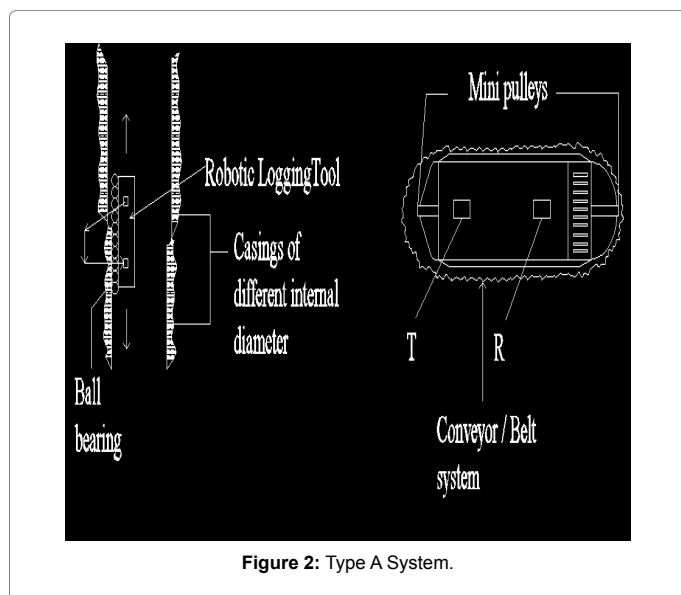 Robotic LoggingTool
Casings of
different internal
diameter
Ball
bearing
Mini pulleys
T
R
Conveyor / Belt
system
Figure 2: Type A System.